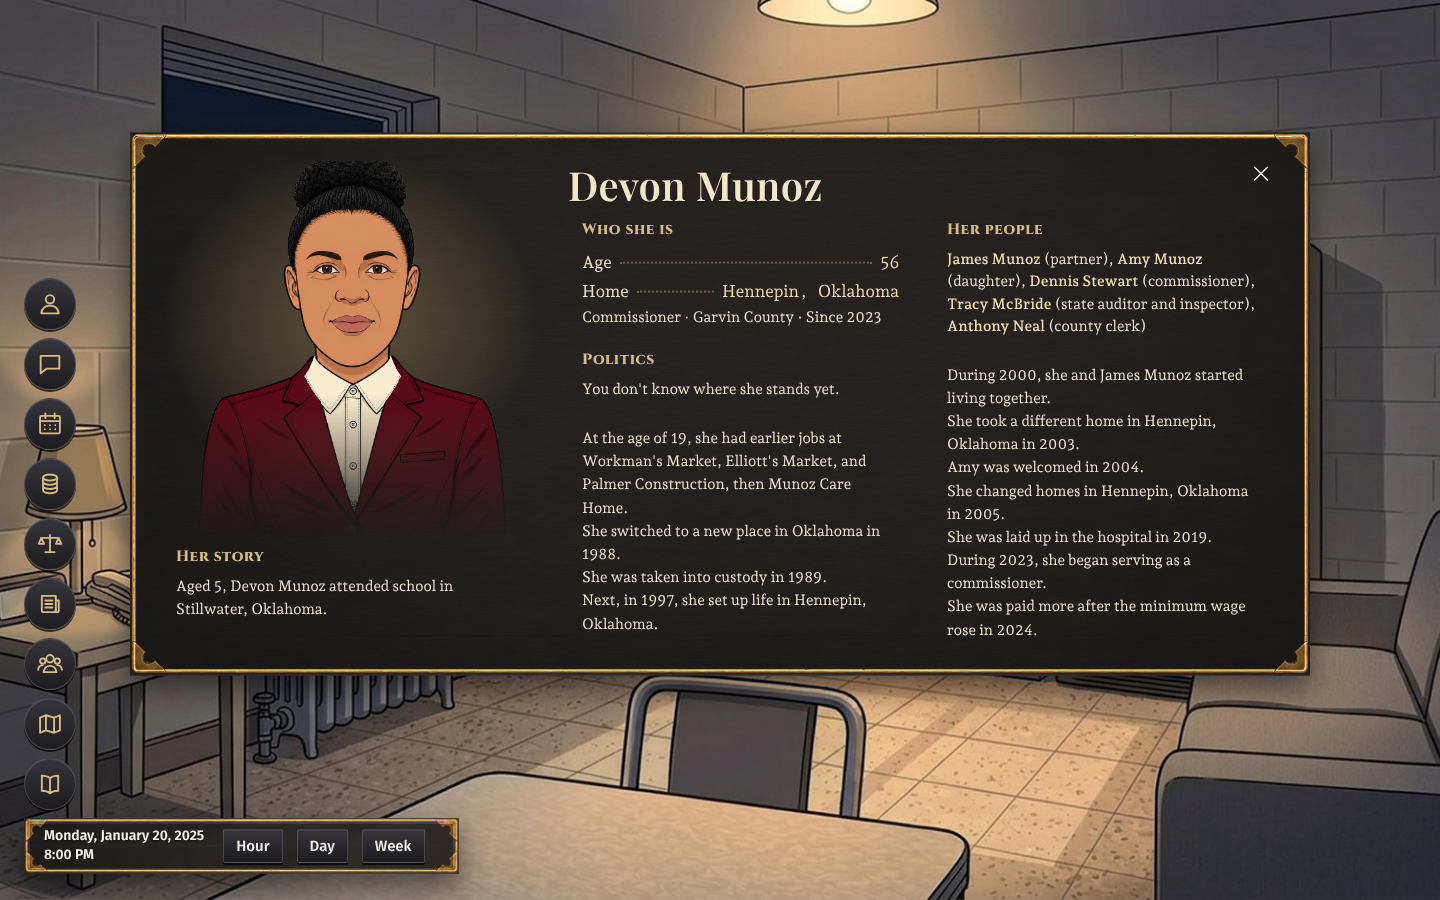 Devon Munoz
WHO SHE IS
Age 56
Home Hennepin, Oklahoma
Commissioner · Garvin County · Since 2023
POLITICS
You don't know where she stands yet.
At the age of 19, she had earlier jobs at
Workman's Market, Elliott's Market, and
Palmer Construction, then Munoz Care
Home.
She switched to a new place in Oklahoma in
1988.
She was taken into custody in 1989.
Next, in 1997, she set up life in Hennepin,
Oklahoma.
HER PEOPLE
James Munoz (partner), Amy Munoz
(daughter), Dennis Stewart (commissioner),
Tracy McBride (state auditor and inspector),
Anthony Neal (county clerk)
During 2000, she and James Munoz started
living together.
She took a different home in Hennepin,
Oklahoma in 2003.
Amy was welcomed in 2004.
She changed homes in Hennepin, Oklahoma
in 2005.
She was laid up in the hospital in 2019.
During 2023, she began serving as a
commissioner.
She was paid more after the minimum wage
rose in 2024.
HER STORY
Aged 5, Devon Munoz attended school in
Stillwater, Oklahoma.
Monday, January 20, 2025
8:00 PM
Hour
Day
Week